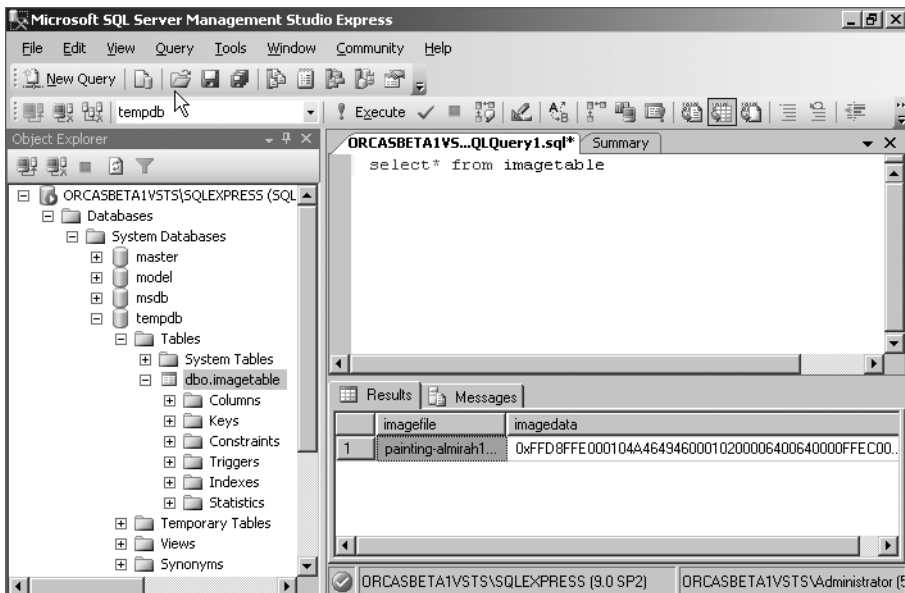 Microsoft SQL Server Management Studio Express
File Edit View Query Tools Window Community Help
New Query
tempdb
Execute
Object Explorer
ORCASBETA1VSTS\SQLEXPRESS (SQL
Databases
System Databases
master
model
msdb
tempdb
Tables
System Tables
dbo.imagetable
Columns
Keys
Constraints
Triggers
Indexes
Statistics
Temporary Tables
Views
Synonyms
ORCASBETA1VS...QLQuery1.sql* Summary
select* from imagetable
Results Messages
imagefile imagedata
1 painting-almirah1... 0xFFD8FFE000104A46494600010200006400640000FFEC00...
ORCASBETA1VSTS\SQLEXPRESS (9.0 SP2) ORCASBETA1VSTS\Administrator (5